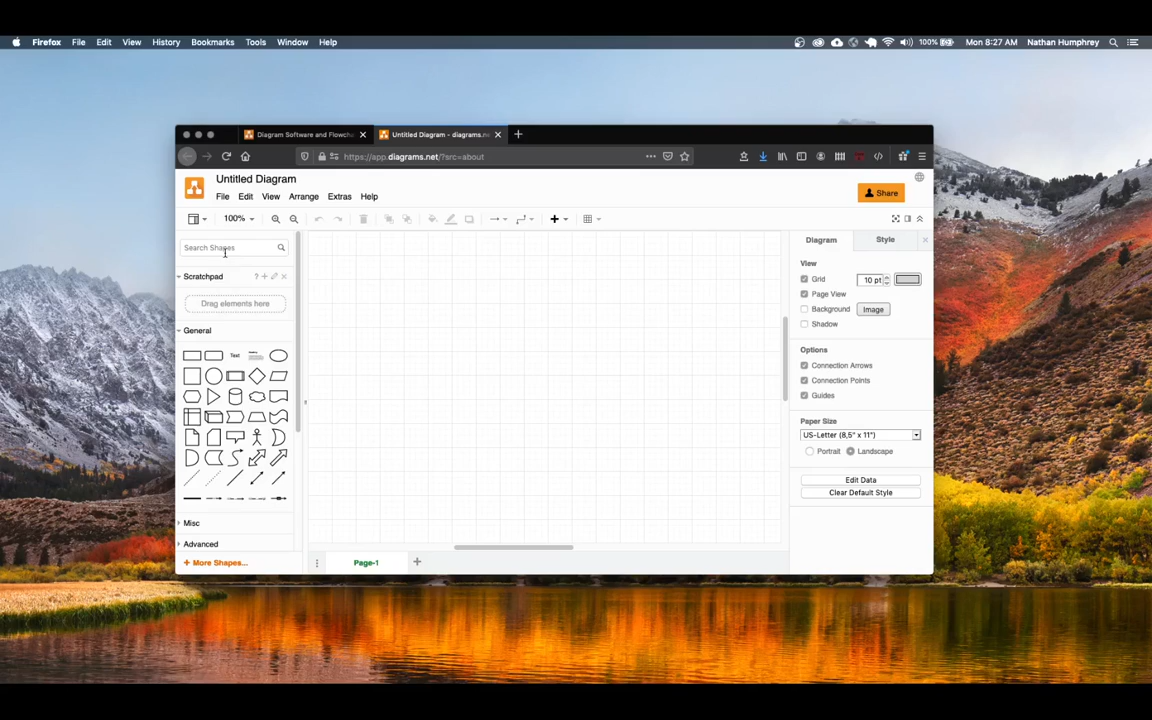 Firefox File Edit View History Bookmarks Tools Window Help 100% Mon 8:27 AM Nathan Humphrey
Diagram Software and Flowcha Untitled Diagram - diagrams.ne
https://app.diagrams.net/?src=about
Untitled Diagram
File Edit View Arrange Extras Help
Share
100%
Search Shapes
Scratchpad
?
Drag elements here
General
Text
Misc
Advanced
+ More Shapes...
Page-1
Diagram Style
View
Grid 10 pt
Page View
Background Image
Shadow
Options
Connection Arrows
Connection Points
Guides
Paper Size
US-Letter (8,5" x 11")
Portrait Landscape
Edit Data
Clear Default Style